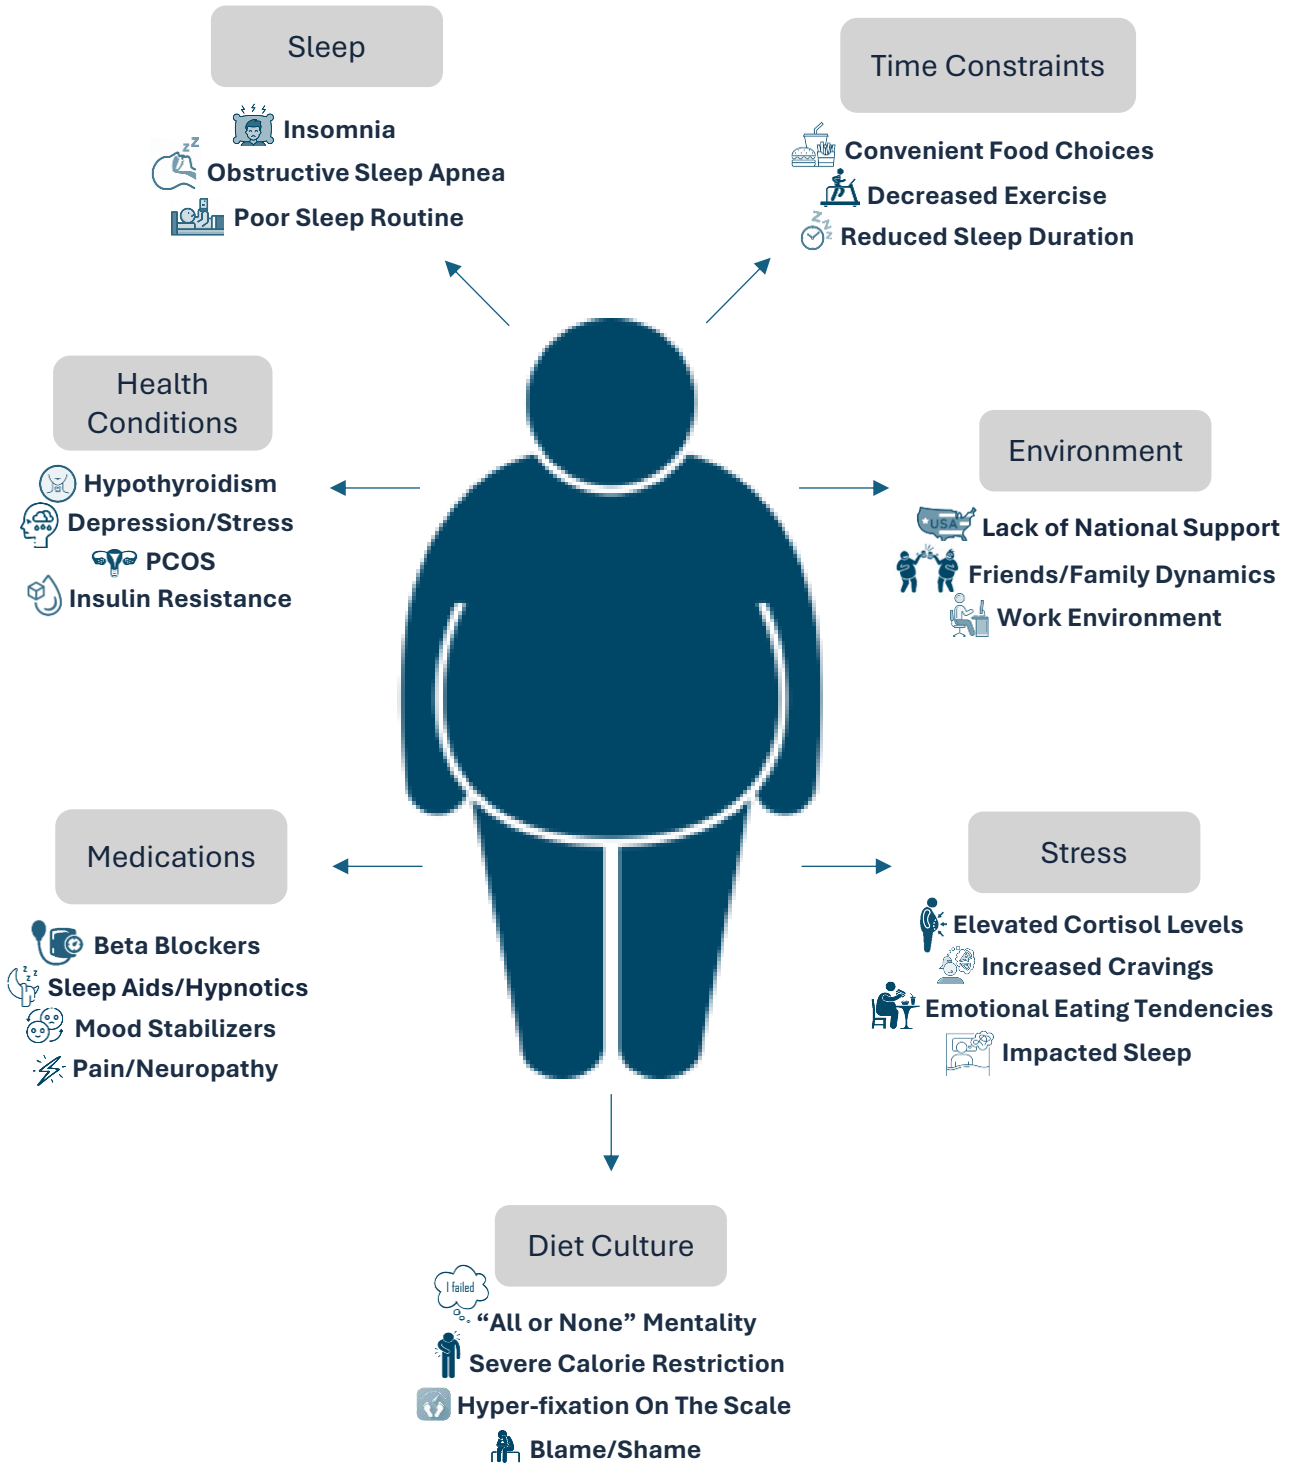 Sleep
Insomnia
Obstructive Sleep Apnea
Poor Sleep Routine
Time Constraints
Convenient Food Choices
Decreased Exercise
Reduced Sleep Duration
Health
Conditions
Hypothyroidism
Depression/Stress
PCOS
Insulin Resistance
Environment
USA
Lack of National Support
Friends/Family Dynamics
Work Environment
Medications
Beta Blockers
Sleep Aids/Hypnotics
Mood Stabilizers
Pain/Neuropathy
Stress
Elevated Cortisol Levels
Increased Cravings
Emotional Eating Tendencies
Impacted Sleep
Diet Culture
I failed
“All or None” Mentality
Severe Calorie Restriction
Hyper-fixation On The Scale
Blame/Shame